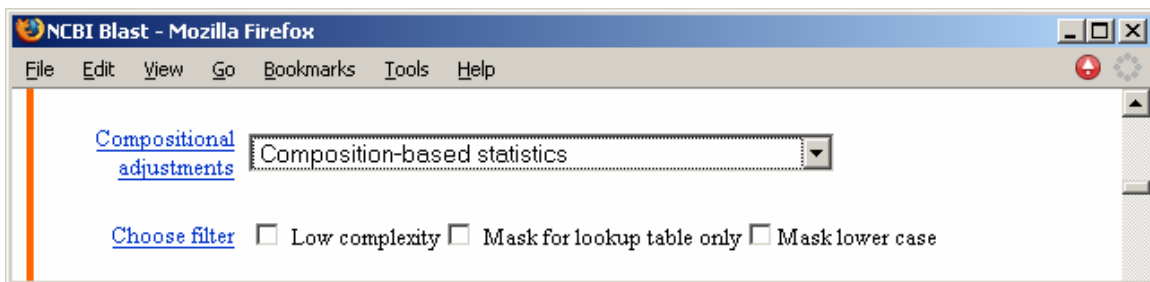 NCBI Blast - Mozilla Firefox
File Edit View Go Bookmarks Tools Help
Compositional
adjustments
Composition-based statistics
Choose filter Low complexity Mask for lookup table only Mask lower case